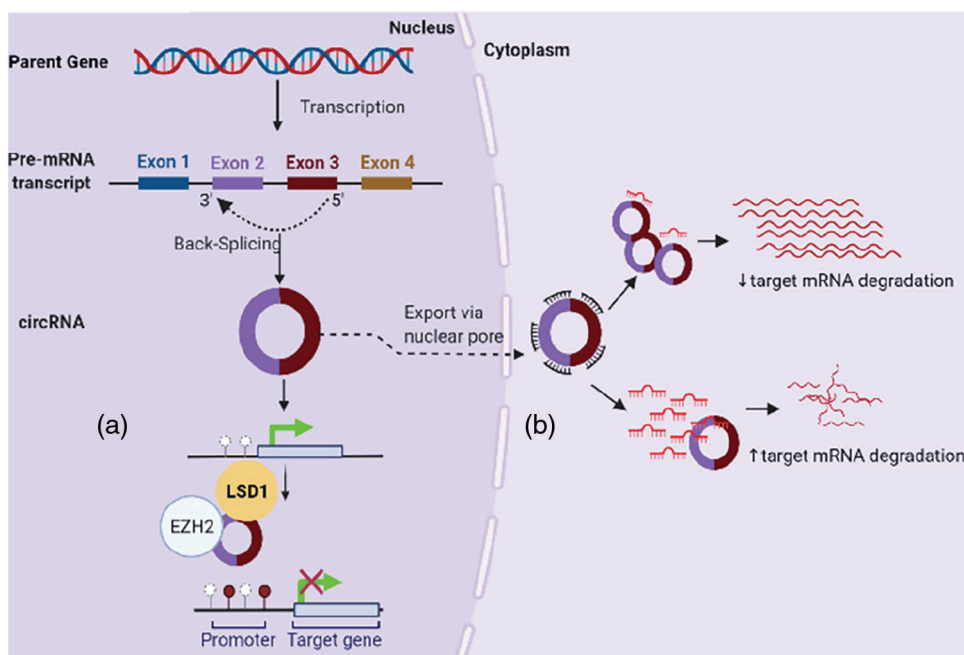 Nucleus
Cytoplasm
Parent Gene
Transcription
Pre-mRNA
transcript
Exon 1 Exon 2 Exon 3 Exon 4
3' 5'
Back-Splicing
circRNA
Export via
nuclear pore
↓target mRNA degradation
(a)
(b)
↑target mRNA degradation
LSD1
EZH2
Promoter Target gene